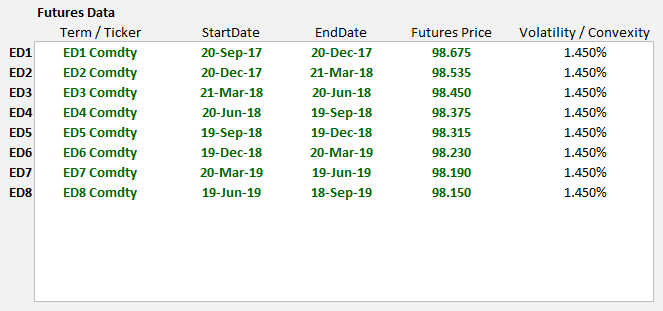 Futures Data
Term / Ticker StartDate EndDate Futures Price Volatility / Convexity
ED1 ED1 Comdty 20-Sep-17 20-Dec-17 98.675 1.450%
ED2 ED2 Comdty 20-Dec-17 21-Mar-18 98.535 1.450%
ED3 ED3 Comdty 21-Mar-18 20-Jun-18 98.450 1.450%
ED4 ED4 Comdty 20-Jun-18 19-Sep-18 98.375 1.450%
ED5 ED5 Comdty 19-Sep-18 19-Dec-18 98.315 1.450%
ED6 ED6 Comdty 19-Dec-18 20-Mar-19 98.230 1.450%
ED7 ED7 Comdty 20-Mar-19 19-Jun-19 98.190 1.450%
ED8 ED8 Comdty 19-Jun-19 18-Sep-19 98.150 1.450%